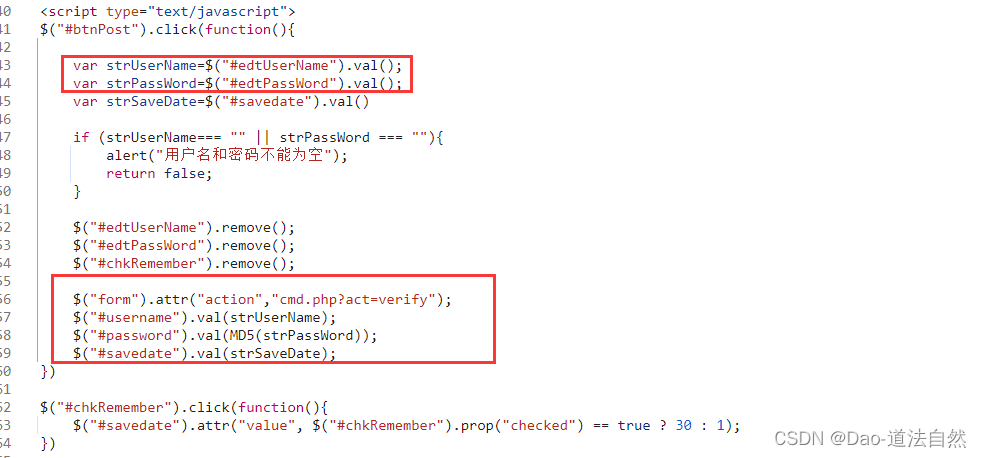 40 <script type="text/javascript">
41 $("#btnPost").click(function(){
42
43 var strUserName=$("#edtUserName").val();
44 var strPassWord=$("#edtPassWord").val();
45 var strSaveDate=$("#savedate").val()
46
47 if (strUserName=== "" || strPassWord === ""){
48 alert("用户名和密码不能为空");
49 return false;
50 }
51
52 $("#edtUserName").remove();
53 $("#edtPassWord").remove();
54 $("#chkRemember").remove();
55
56 $("form").attr("action","cmd.php?act=verify");
57 $("#username").val(strUserName);
58 $("#password").val(MD5(strPassWord));
59 $("#savedate").val(strSaveDate);
60 })
61
62 $("#chkRemember").click(function(){
63 $("#savedate").attr("value", $("#chkRemember").prop("checked") == true ? 30 : 1);
64 })
CSDN @Dao-道法自然